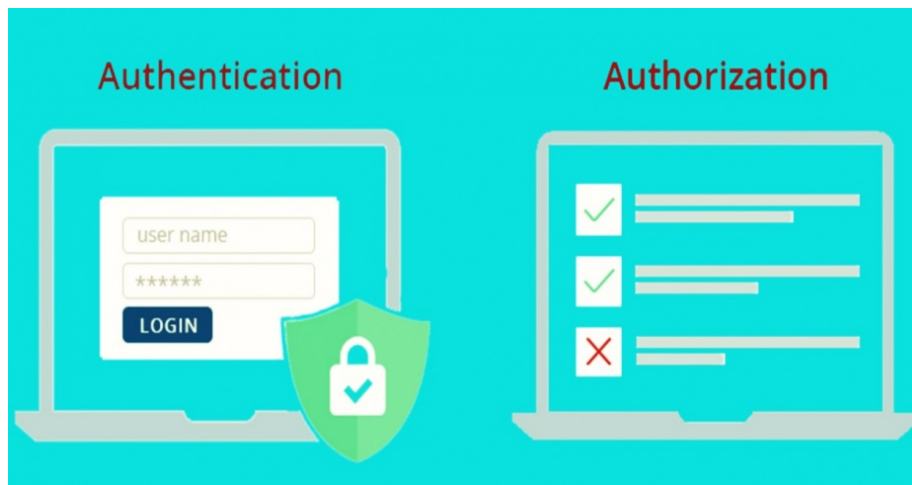 Authentication
user name
******
LOGIN
Authorization